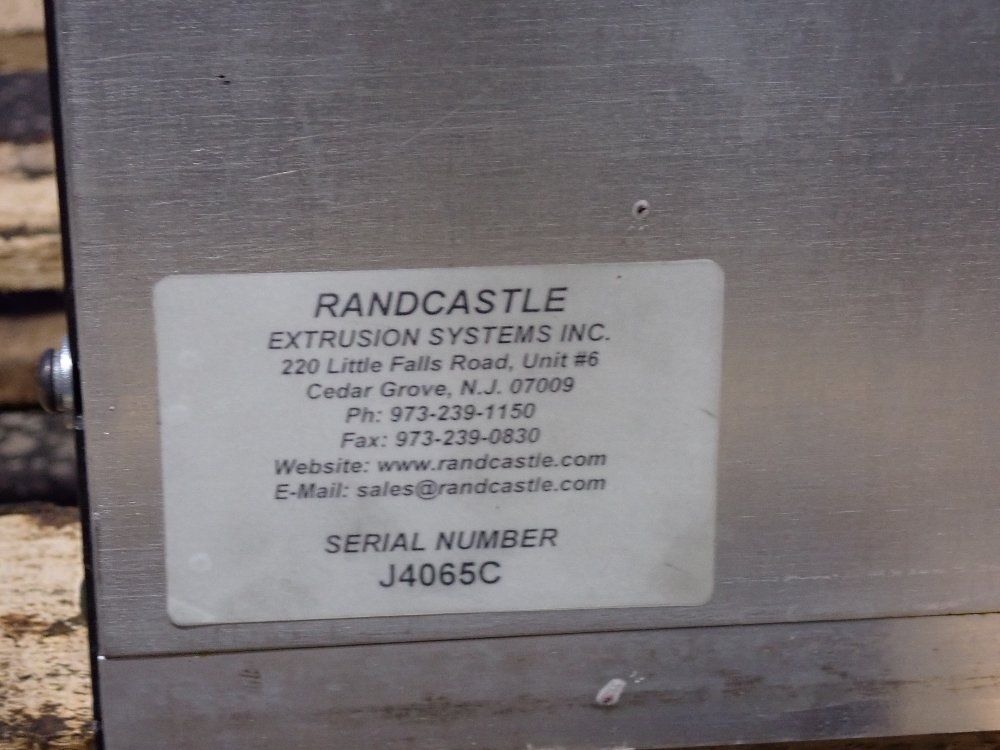 RANDCASTLE
EXTRUSION SYSTEMS INC.
220 Little Falls Road, Unit #6
Cedar Grove, N.J. 07009
Ph: 973-239-1150
Fax: 973-239-0830
Website: www.randcastle.com
E-Mail: sales@randcastle.com
SERIAL NUMBER
J4065C